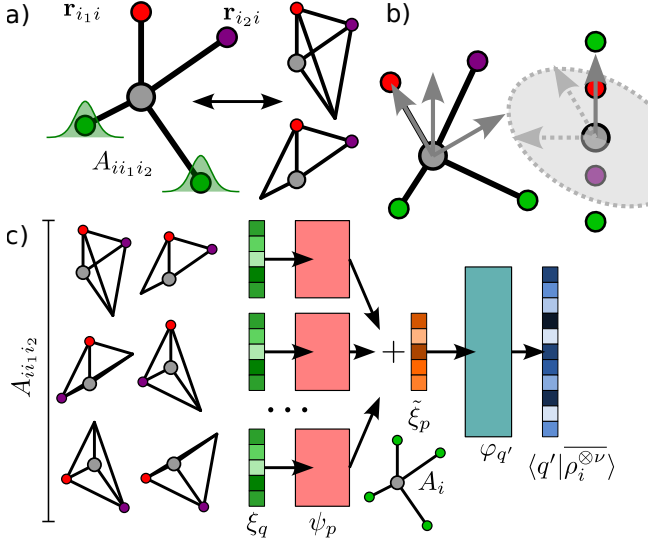 a)
𝐫_{i_1 i}
𝐫_{i_2 i}
A_{i i_1 i_2}
b)
c)
A_{i i_1 i_2}
+
. . .
ξ_q
ψ_p
ξ̃_p
A_i
φ_{q'}
⟨q'|\overline{ρ_i^{⊗ν}}⟩